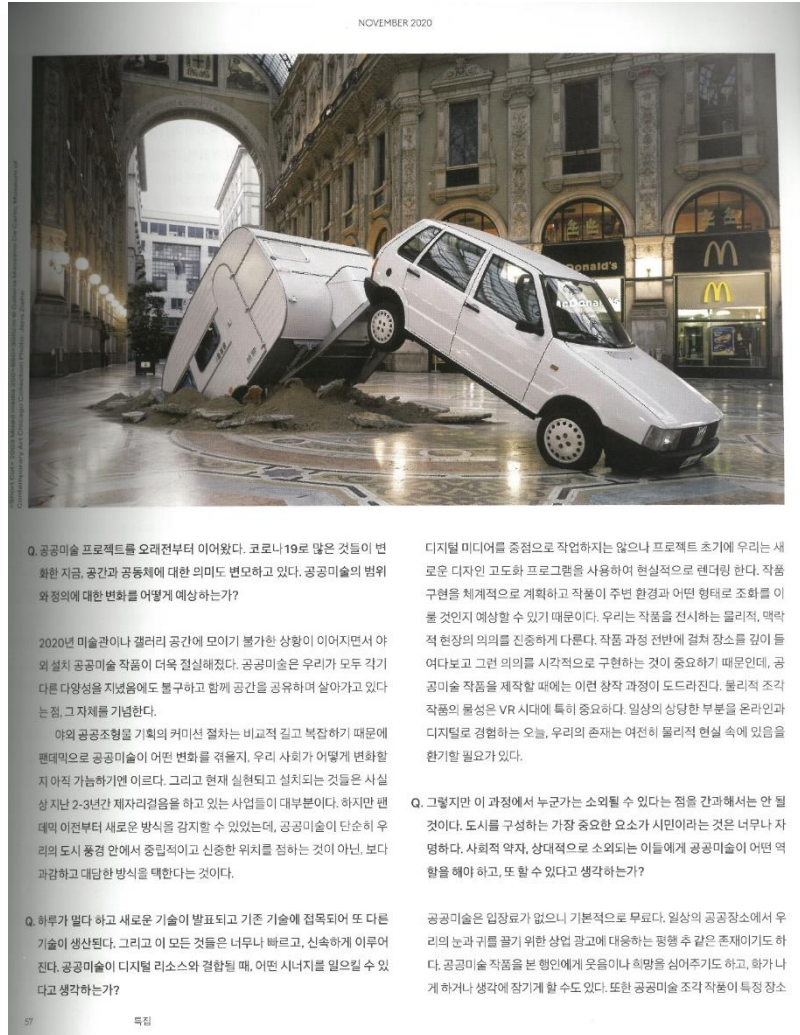 NOVEMBER 2020
Donald's
Contemporary Art Chicago Collection Photo: Jens Ziehe
Q. 공공미술 프로젝트를 오래전부터 이어왔다. 코로나19로 많은 것들이 변
화한 지금, 공간과 공동체에 대한 의미도 변모하고 있다. 공공미술의 범위
와 정의에 대한 변화를 어떻게 예상하는가?
2020년 미술관이나 갤러리 공간에 모이기 불가한 상황이 이어지면서 야
외 설치 공공미술 작품이 더욱 절실해졌다. 공공미술은 우리가 모두 각기
다른 다양성을 지녔음에도 불구하고 함께 공간을 공유하며 살아가고 있다
는 점, 그 자체를 기념한다.
야외 공공조형물 기획의 커미션 절차는 비교적 길고 복잡하기 때문에
팬데믹으로 공공미술이 어떤 변화를 겪을지, 우리 사회가 어떻게 변화할
지 아직 가늠하기엔 이르다. 그리고 현재 실현되고 설치되는 것들은 사실
상 지난 2-3년간 제자리걸음을 하고 있는 사업들이 대부분이다. 하지만 팬
데믹 이전부터 새로운 방식을 감지할 수 있었는데, 공공미술이 단순히 우
리의 도시 풍경 안에서 중립적이고 신중한 위치를 점하는 것이 아닌, 보다
과감하고 대담한 방식을 택한다는 것이다.
Q. 하루가 멀다 하고 새로운 기술이 발표되고 기존 기술에 접목되어 또 다른
기술이 생산된다. 그리고 이 모든 것들은 너무나 빠르고, 신속하게 이루어
진다. 공공미술이 디지털 리소스와 결합될 때, 어떤 시너지를 일으킬 수 있
다고 생각하는가?
디지털 미디어를 중점으로 작업하지는 않으나 프로젝트 초기에 우리는 새
로운 디자인 고도화 프로그램을 사용하여 현실적으로 렌더링 한다. 작품
구현을 체계적으로 계획하고 작품이 주변 환경과 어떤 형태로 조화를 이
룰 것인지 예상할 수 있기 때문이다. 우리는 작품을 전시하는 물리적, 맥락
적 현장의 의의를 진중하게 다룬다. 작품 과정 전반에 걸쳐 장소를 깊이 들
여다보고 그런 의의를 시각적으로 구현하는 것이 중요하기 때문인데, 공
공미술 작품을 제작할 때에는 이런 창작 과정이 도드라진다. 물리적 조각
작품의 물성은 VR 시대에 특히 중요하다. 일상의 상당한 부분을 온라인과
디지털로 경험하는 오늘, 우리의 존재는 여전히 물리적 현실 속에 있음을
환기할 필요가 있다.
Q. 그렇지만 이 과정에서 누군가는 소외될 수 있다는 점을 간과해서는 안 될
것이다. 도시를 구성하는 가장 중요한 요소가 시민이라는 것은 너무나 자
명하다. 사회적 약자, 상대적으로 소외되는 이들에게 공공미술이 어떤 역
할을 해야 하고, 또 할 수 있다고 생각하는가?
공공미술은 입장료가 없으니 기본적으로 무료다. 일상의 공공장소에서 우
리의 눈과 귀를 끌기 위한 상업 광고에 대응하는 평행 추 같은 존재이기도 하
다. 공공미술 작품을 본 행인에게 웃음이나 희망을 심어주기도 하고, 화가 나
게 하거나 생각에 잠기게 할 수도 있다. 또한 공공미술 조각 작품이 특정 장소
57
특집